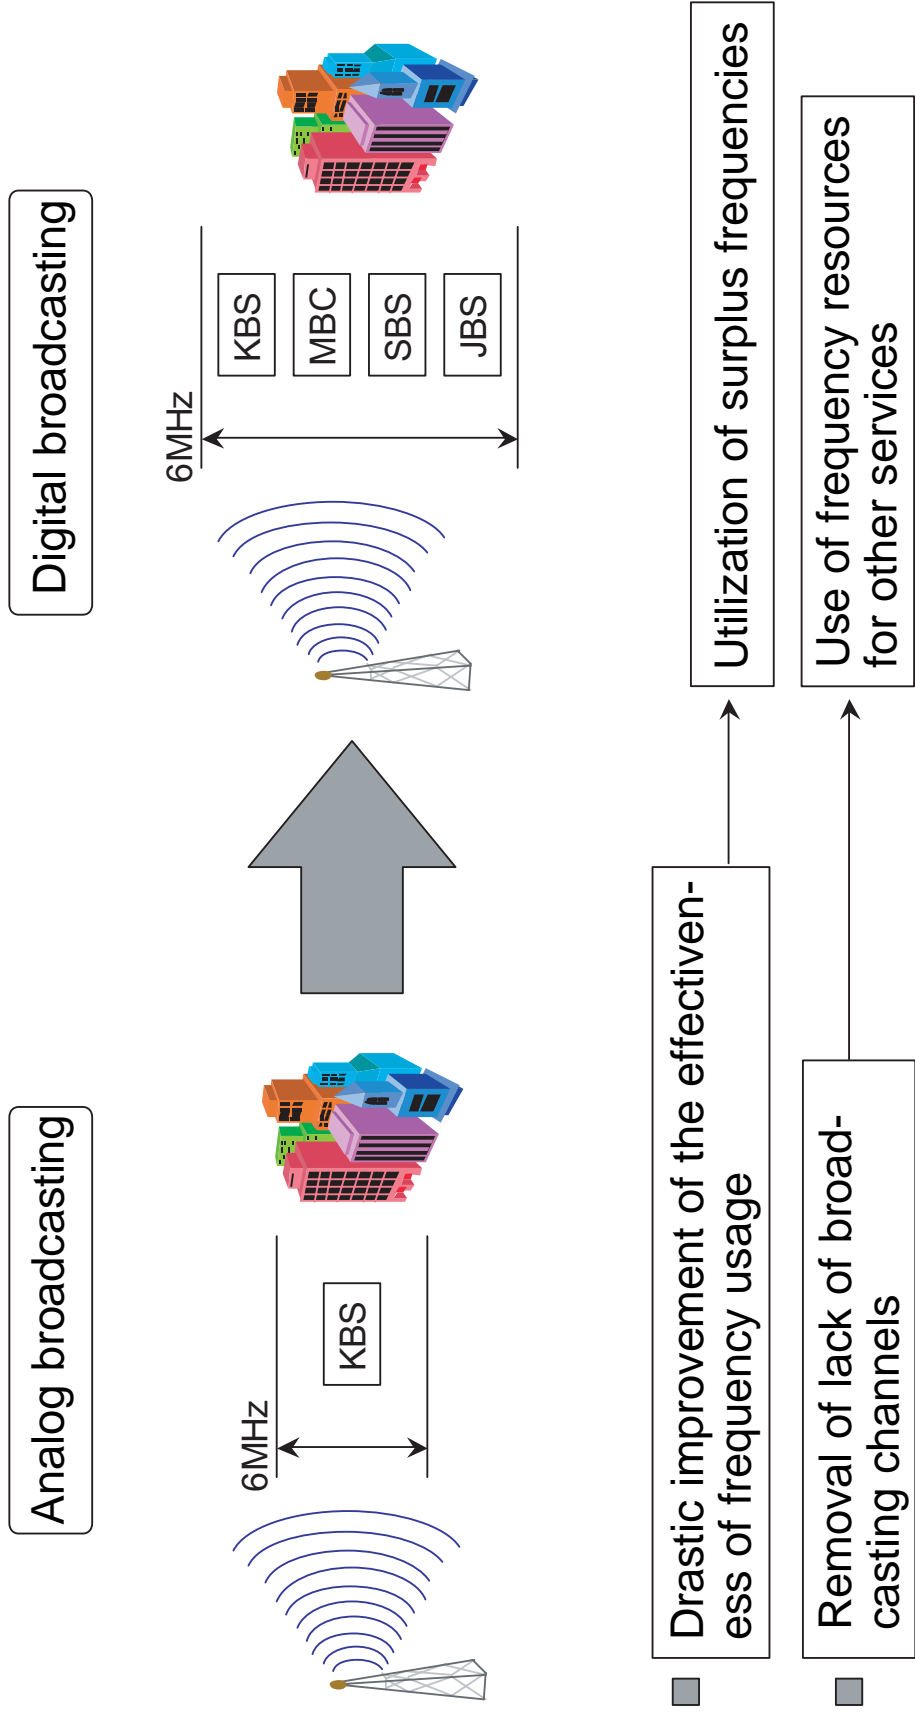 Analog broadcasting
Digital broadcasting
6MHz
KBS
6MHz
KBS
MBC
SBS
JBS
Drastic improvement of the effectiven-
ess of frequency usage
Utilization of surplus frequencies
Removal of lack of broad-
casting channels
Use of frequency resources
for other services